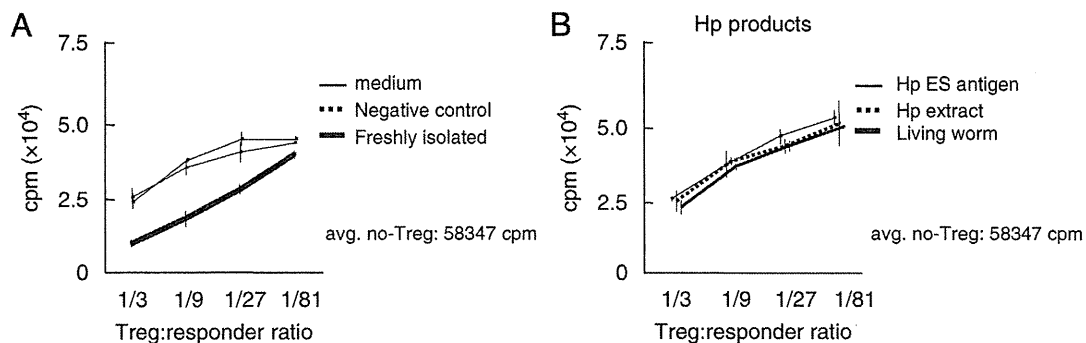 A
7.5
5.0
2.5
0
cpm (×10⁴)
medium
Negative control
Freshly isolated
avg. no-Treg: 58347 cpm
1/3 1/9 1/27 1/81
Treg:responder ratio
B
Hp products
7.5
5.0
2.5
0
cpm (×10⁴)
Hp ES antigen
Hp extract
Living worm
avg. no-Treg: 58347 cpm
1/3 1/9 1/27 1/81
Treg:responder ratio